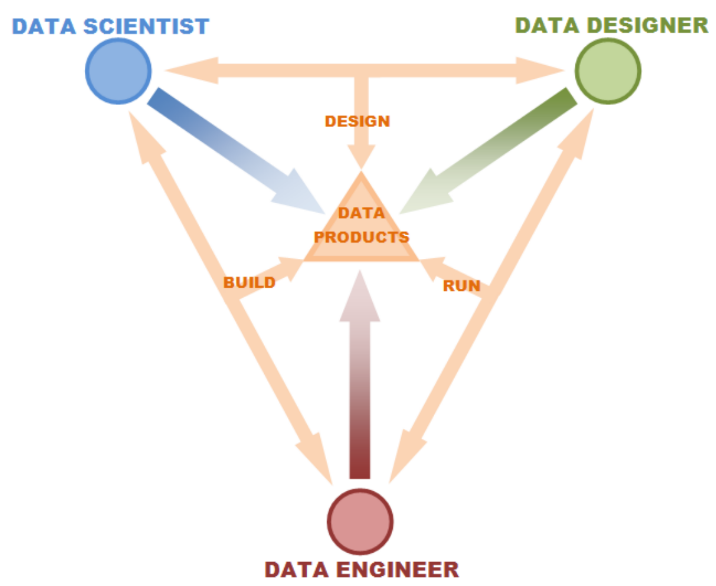 DATA SCIENTIST
DATA DESIGNER
DESIGN
DATA
PRODUCTS
BUILD
RUN
DATA ENGINEER